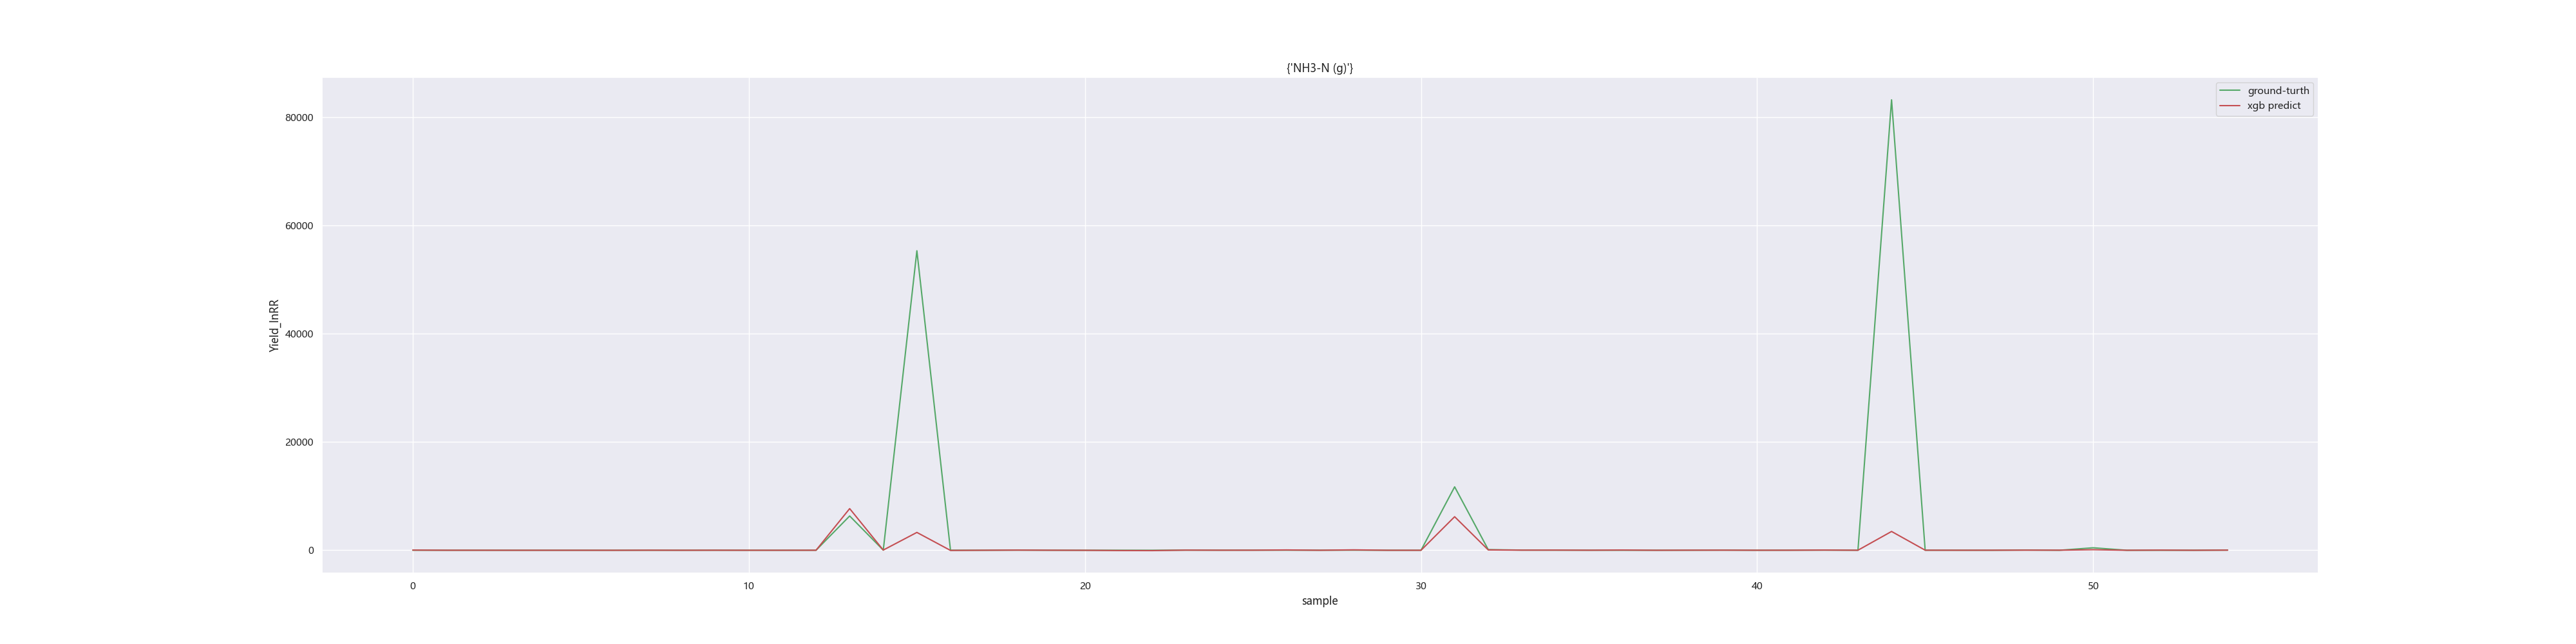 {'NH3-N (g)'}
ground-turth
xgb predict
Yield_lnRR
80000
60000
40000
20000
0
0 10 20 30 40 50
sample